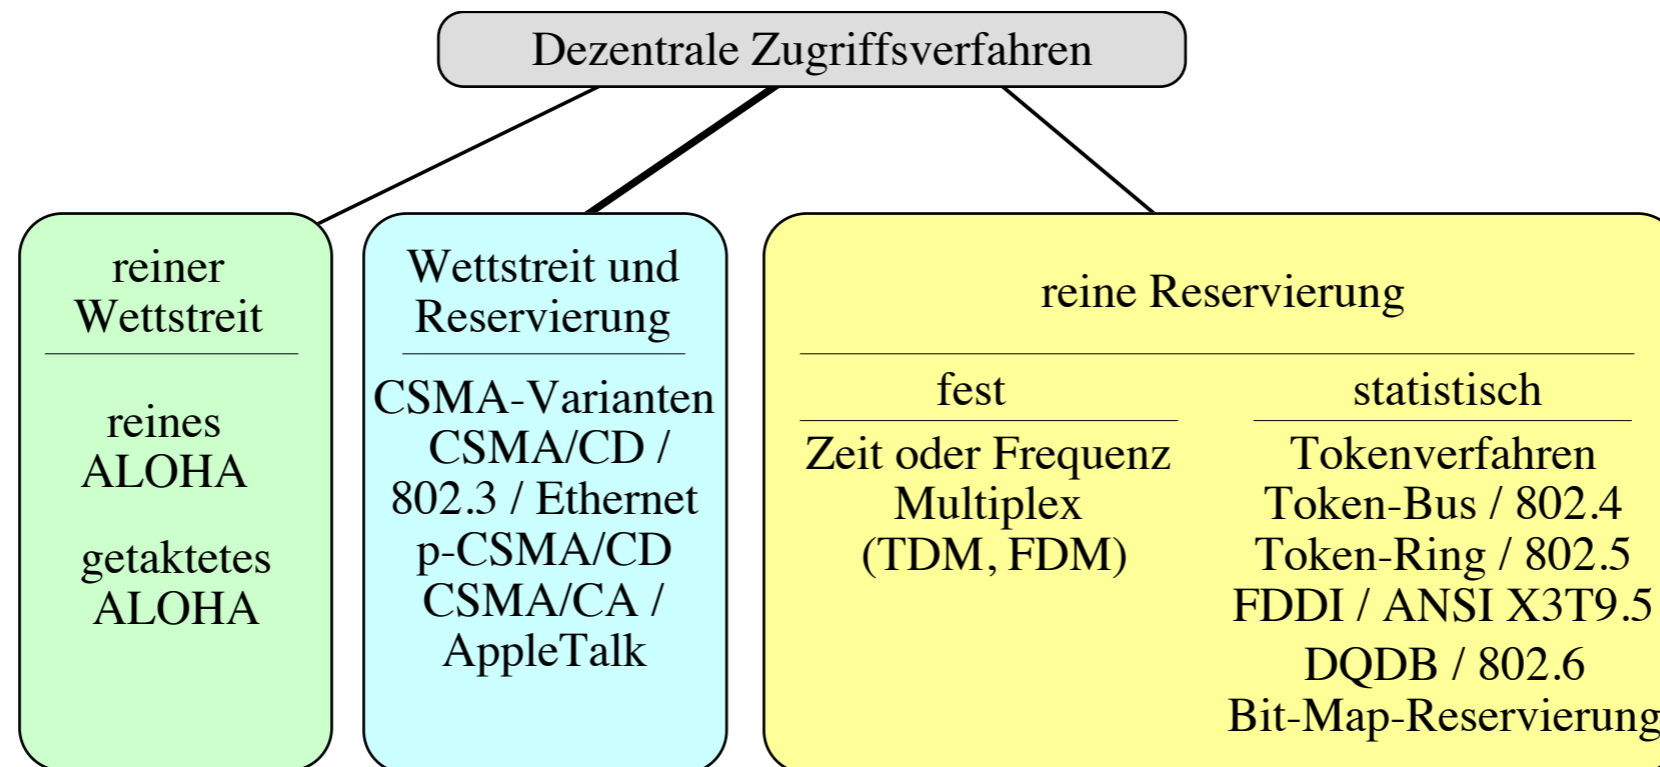 Dezentrale Zugriffsverfahren
reiner
Wettstreit
reines
ALOHA
getaktetes
ALOHA
Wettstreit und
Reservierung
CSMA-Varianten
CSMA/CD /
802.3 / Ethernet
p-CSMA/CD
CSMA/CA /
AppleTalk
reine Reservierung
fest
Zeit oder Frequenz
Multiplex
(TDM, FDM)
statistisch
Tokenverfahren
Token-Bus / 802.4
Token-Ring / 802.5
FDDI / ANSI X3T9.5
DQDB / 802.6
Bit-Map-Reservierung